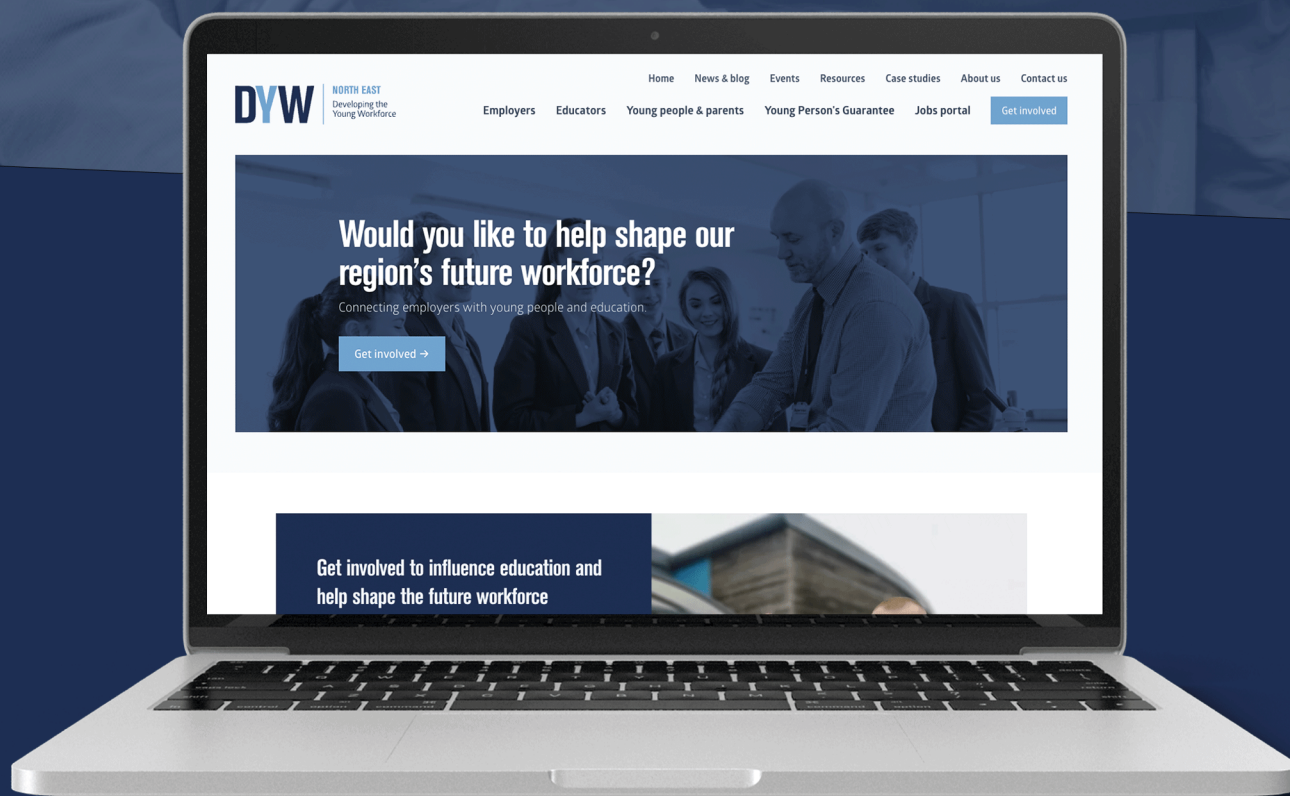 Home News & blog Events Resources Case studies About us Contact us
DYW
NORTH EAST
Developing the
Young Workforce
Employers Educators Young people & parents Young Person's Guarantee Jobs portal Get involved
Would you like to help shape our
region’s future workforce?
Connecting employers with young people and education.
Get involved →
Get involved to influence education and
help shape the future workforce